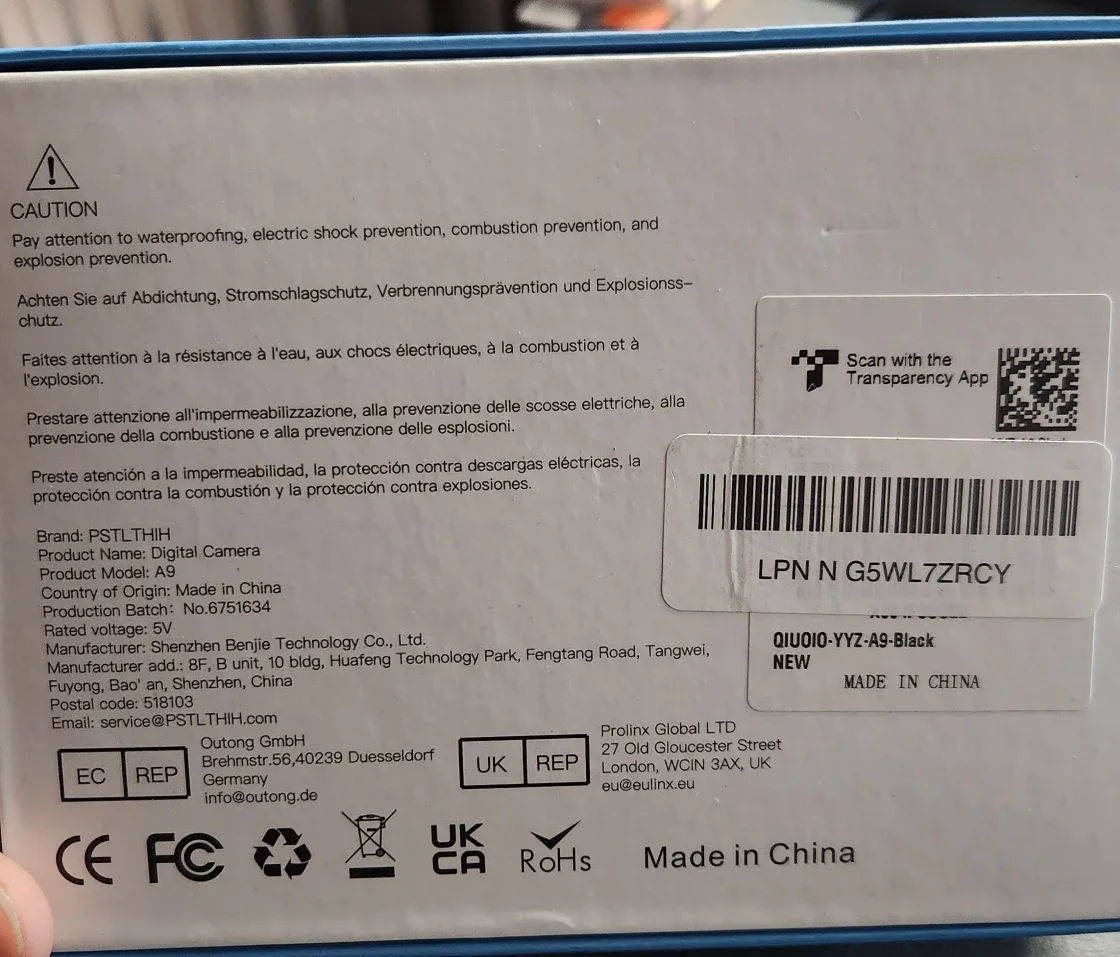 CAUTION
Pay attention to waterproofing, electric shock prevention, combustion prevention, and
explosion prevention.
Achten Sie auf Abdichtung, Stromschlagschutz, Verbrennungsprävention und Explosionss–
chutz.
Faites attention à la résistance à l'eau, aux chocs électriques, à la combustion et à
l'explosion.
Prestare attenzione all'impermeabilizzazione, alla prevenzione delle scosse elettriche, alla
prevenzione della combustione e alla prevenzione delle esplosioni.
Preste atención a la impermeabilidad, la protección contra descargas eléctricas, la
protección contra la combustión y la protección contra explosiones.
Brand: PSTLTHIH
Product Name: Digital Camera
Product Model: A9
Country of Origin: Made in China
Production Batch: No.6751634
Rated voltage: 5V
Manufacturer: Shenzhen Benjie Technology Co., Ltd.
Manufacturer add.: 8F, B unit, 10 bldg, Huafeng Technology Park, Fengtang Road, Tangwei,
Fuyong, Bao' an, Shenzhen, China
Postal code: 518103
Email: service@PSTLTHIH.com
EC REP
Outong GmbH
Brehmstr.56,40239 Duesseldorf
Germany
info@outong.de
UK REP
Prolinx Global LTD
27 Old Gloucester Street
London, WCIN 3AX, UK
eu@eulinx.eu
CE FC UK
CA
RoHs
Made in China
Scan with the
Transparency App
LPN N G5WL7ZRCY
QIUOIO-YYZ-A9-Black
NEW
MADE IN CHINA